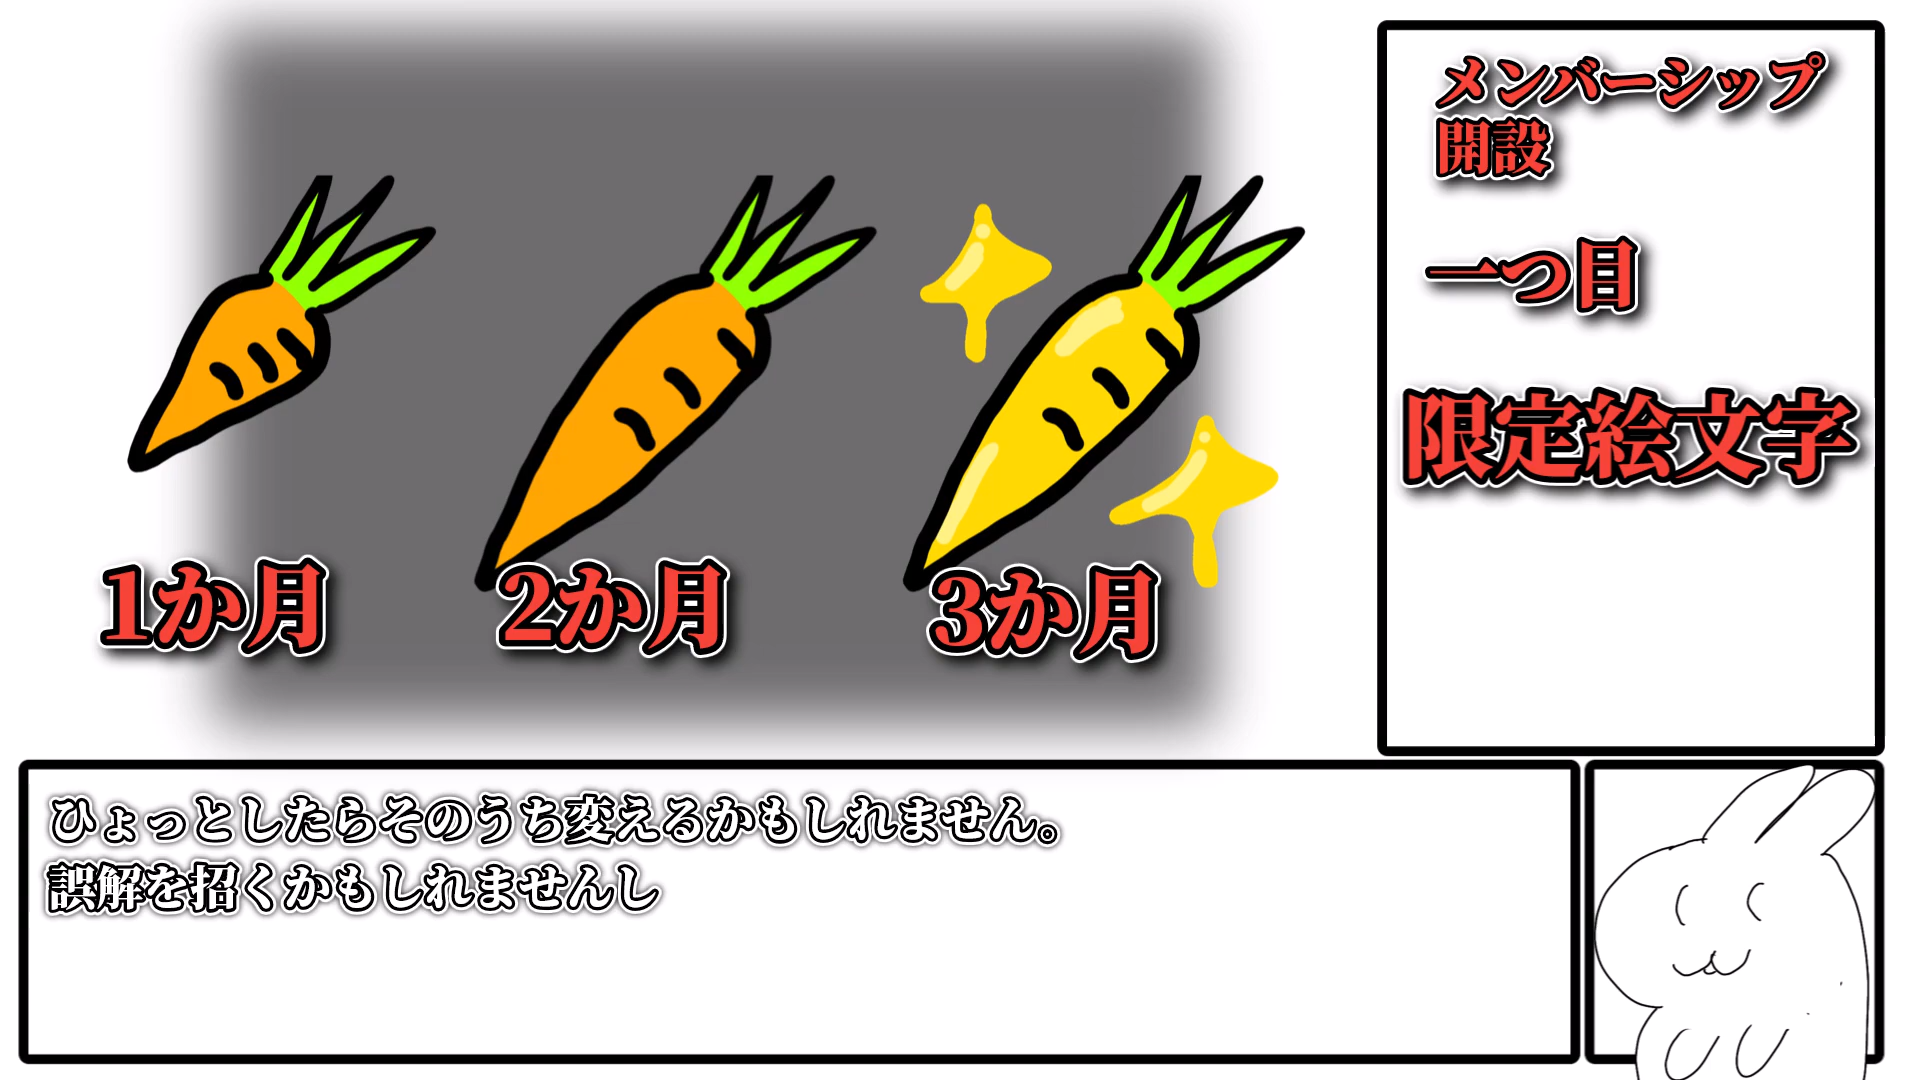 メンバーシップ
開設
一つ目
限定絵文字
1か月
2か月
3か月
ひょっとしたらそのうち変えるかもしれません。
誤解を招くかもしれませんし